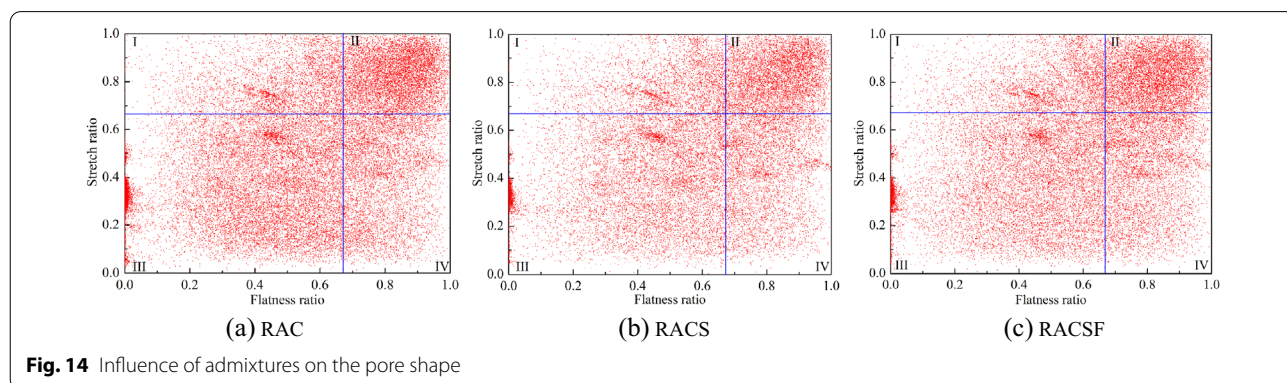 1.0
0.8
0.6
0.4
0.2
0.0
Stretch ratio
I
II
III
IV
0.0
0.2
0.4
0.6
0.8
1.0
Flatness ratio
(a) RAC
1.0
0.8
0.6
0.4
0.2
0.0
Stretch ratio
I
II
III
IV
0.0
0.2
0.4
0.6
0.8
1.0
Flatness ratio
(b) RACS
1.0
0.8
0.6
0.4
0.2
0.0
Stretch ratio
I
II
III
IV
0.0
0.2
0.4
0.6
0.8
1.0
Flatness ratio
(c) RACSF
Fig. 14 Influence of admixtures on the pore shape